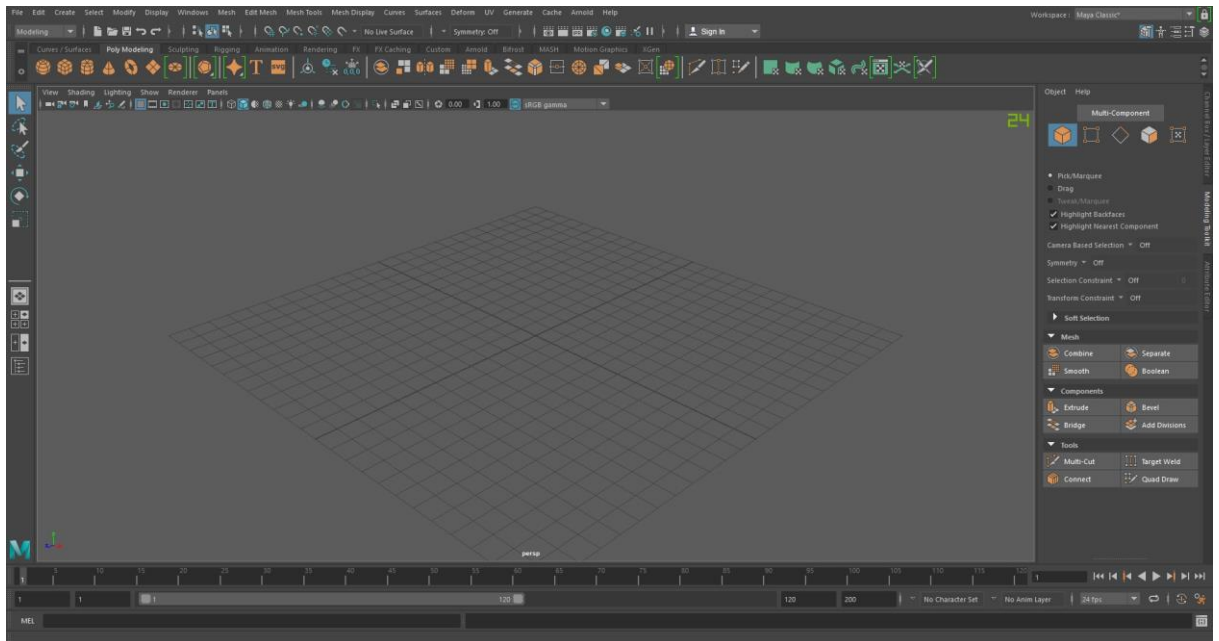 File Edit Create Select Modify Display Windows Mesh Edit Mesh Mesh Tools Mesh Display Curves Surfaces Deform UV Generate Cache Arnold Help Workspace: Maya Classic*
Modeling No Live Surface Symmetry: Off Sign In
Curves / Surfaces Poly Modeling Sculpting Rigging Animation Rendering FX FX Caching Custom Arnold Bifrost MASH Motion Graphics XGen
View Shading Lighting Show Renderer Panels
0.00 1.00 sRGB gamma
24
Object Help
Multi-Component
Pick/Marquee
Drag
Tweak/Marquee
Highlight Backfaces
Highlight Nearest Component
Camera Based Selection Off
Symmetry Off
Selection Constraint Off
Transform Constraint Off
Soft Selection
Mesh
Combine Separate
Smooth Boolean
Components
Extrude Bevel
Bridge Add Divisions
Tools
Multi-Cut Target Weld
Connect Quad Draw
Channel Box / Layer Editor
Modeling Toolkit
Attribute Editor
persp
1 5 10 15 20 25 30 35 40 45 50 55 60 65 70 75 80 85 90 95 100 105 110 115 120 1
1 1 1 120 120 200 No Character Set No Anim Layer 24 fps
MEL